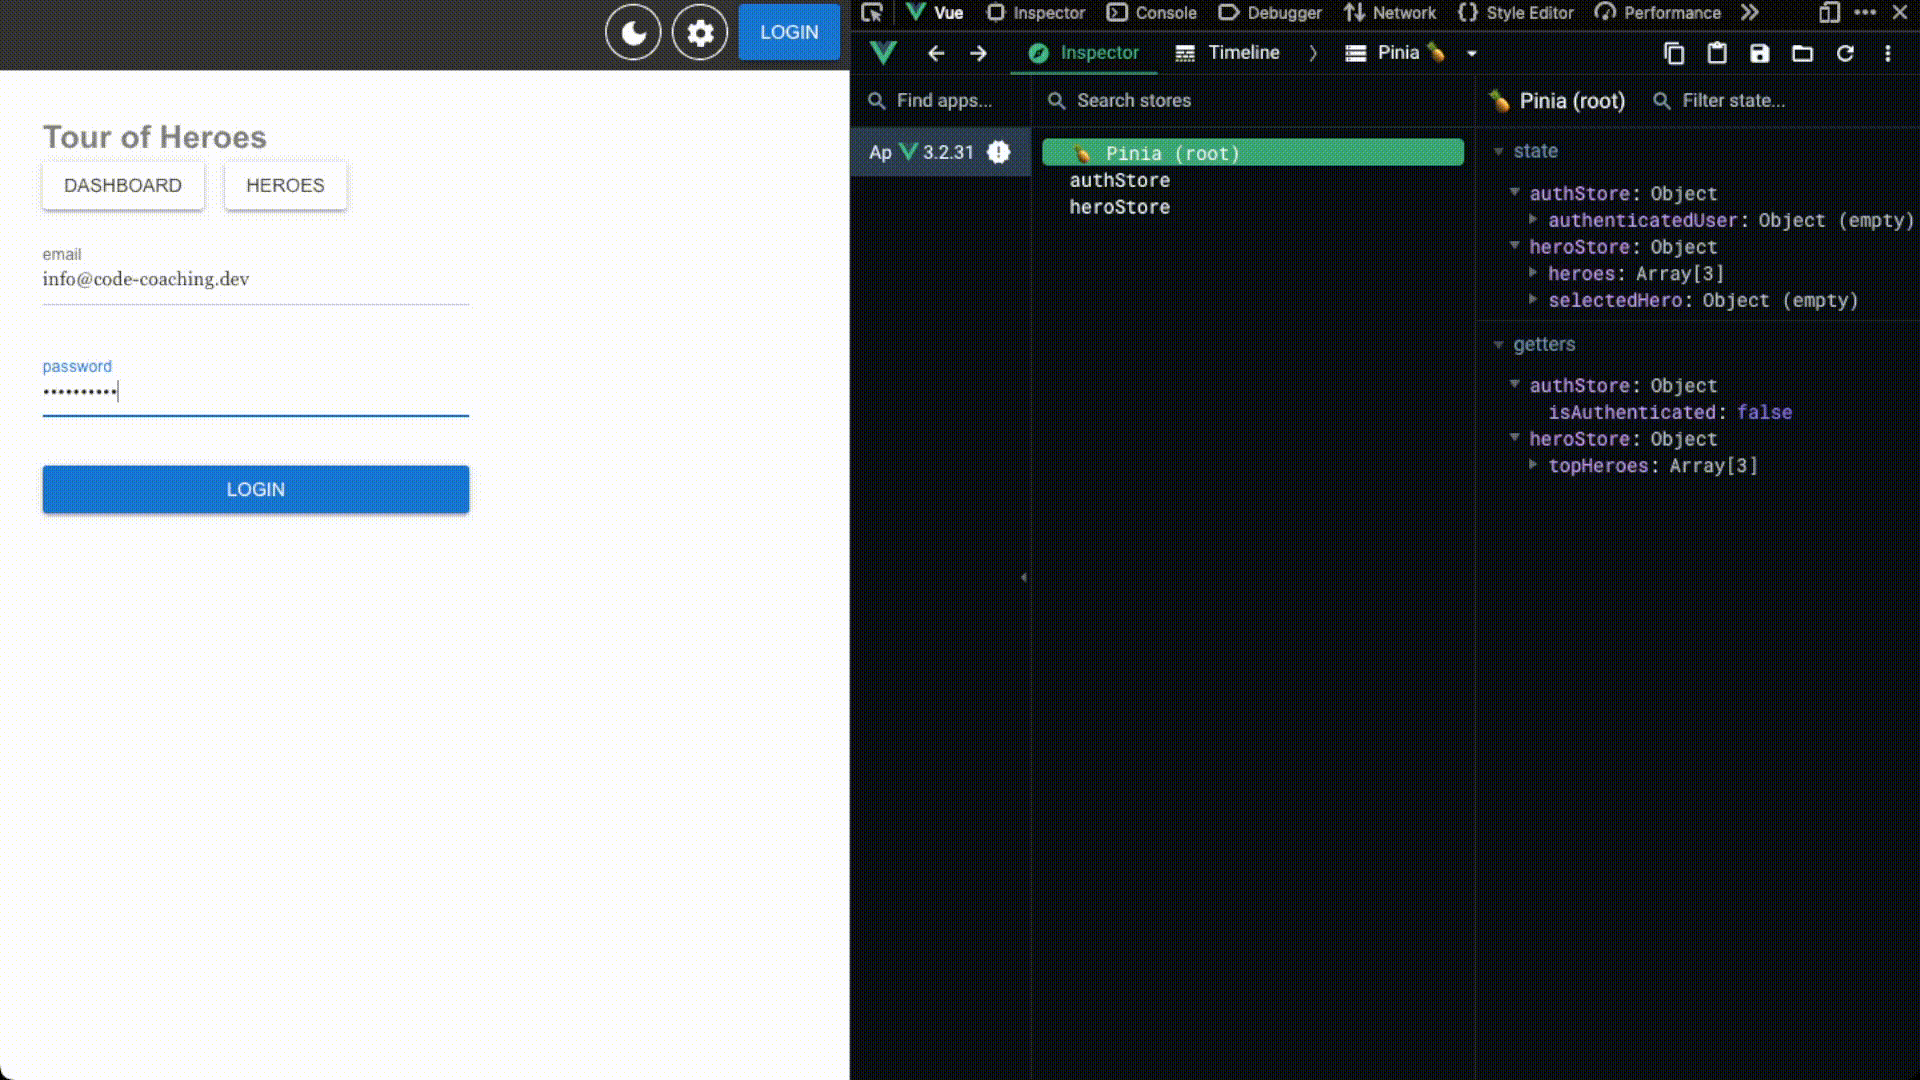 LOGIN
Tour of Heroes
DASHBOARD HEROES
email
info@code-coaching.dev
password
••••••••••
LOGIN
Vue Inspector Console Debugger Network Style Editor Performance
Inspector Timeline Pinia
Find apps...
Ap 3.2.31
Search stores
Pinia (root)
authStore
heroStore
Pinia (root) Filter state...
state
authStore: Object
authenticatedUser: Object (empty)
heroStore: Object
heroes: Array[3]
selectedHero: Object (empty)
getters
authStore: Object
isAuthenticated: false
heroStore: Object
topHeroes: Array[3]